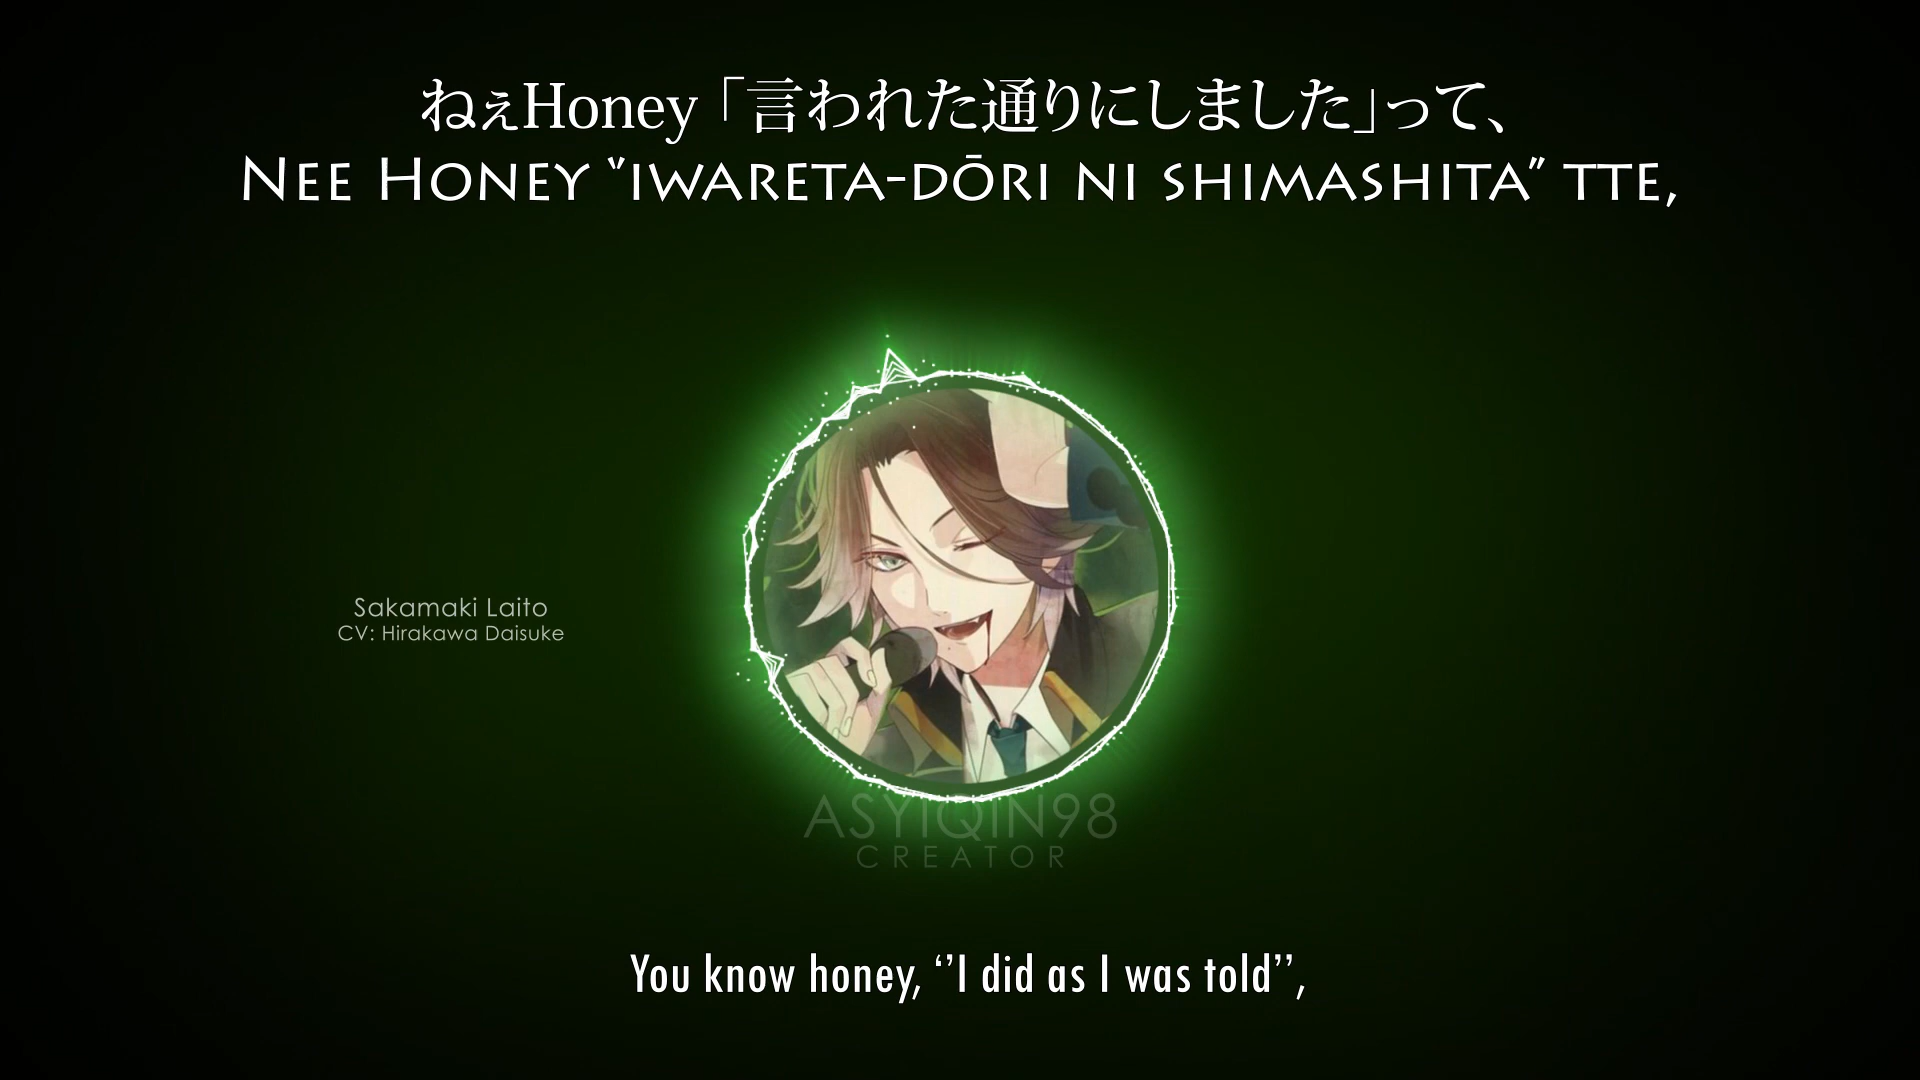 ねぇHoney「言われた通りにしました」って、
NEE HONEY “IWARETA-DŌRI NI SHIMASHITA” TTE,
Sakamaki Laito
CV: Hirakawa Daisuke
ASYIQIN98
CREATOR
You know honey, ‘’I did as I was told’’,